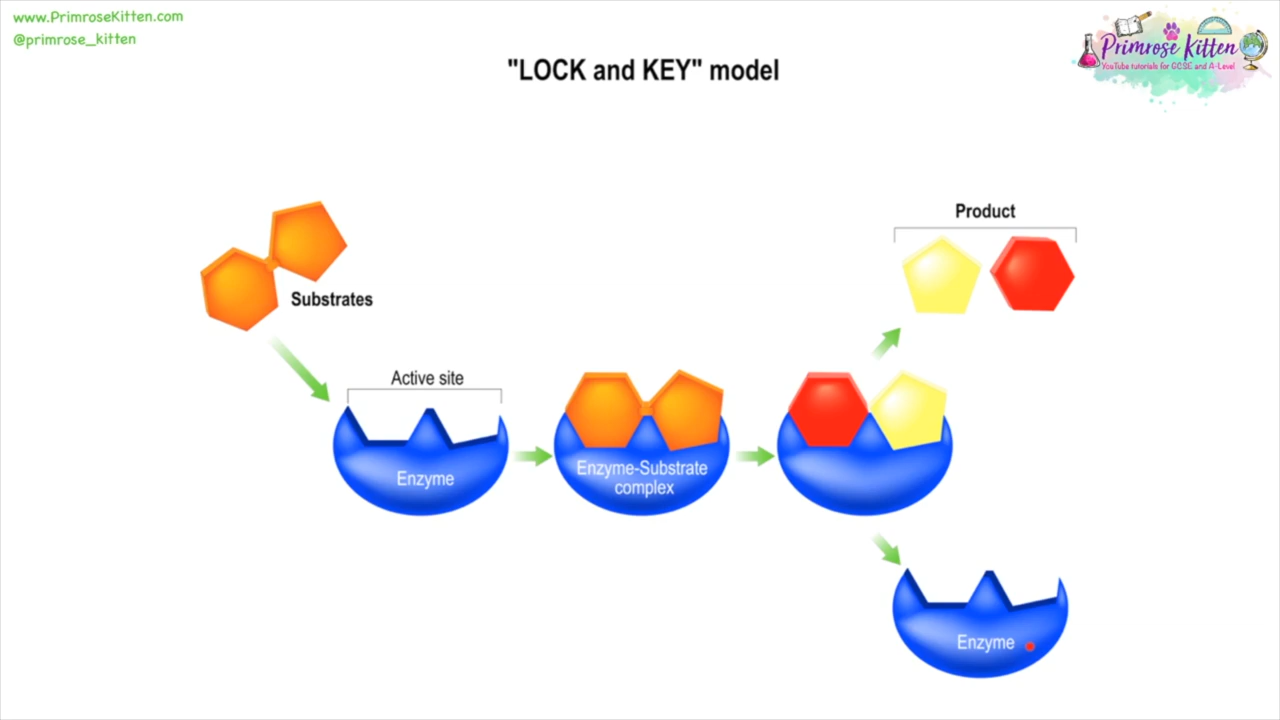 www.PrimroseKitten.com
@primrose_kitten
Primrose Kitten
YouTube tutorials for GCSE and A-Level
"LOCK and KEY" model
Product
Substrates
Active site
Enzyme
Enzyme-Substrate
complex
Enzyme